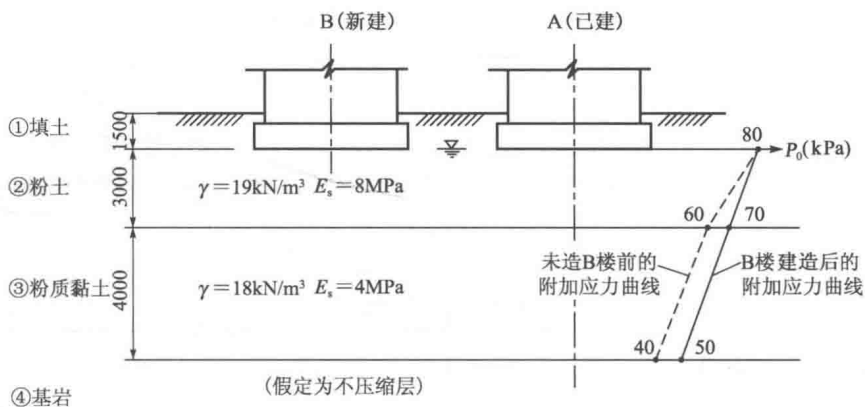 B(新建)
A(已建)
①填土
1500
80
P₀(kPa)
②粉土
3000
γ=19kN/m³ Eₛ=8MPa
60
70
③粉质黏土
4000
γ=18kN/m³ Eₛ=4MPa
未造B楼前的
附加应力曲线
B楼建造后的
附加应力曲线
40
50
④基岩
(假定为不压缩层)